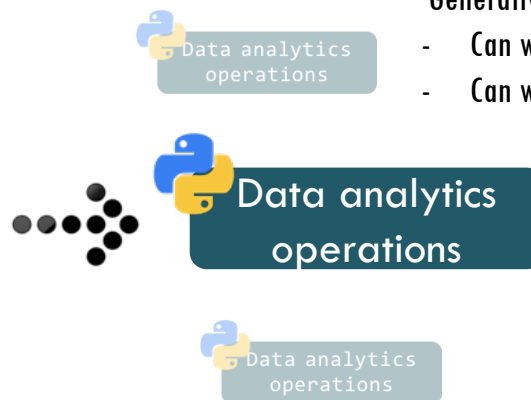 Data analytics
operations
-    Can w
-    Can w
Data analytics
operations
Data analytics
operations